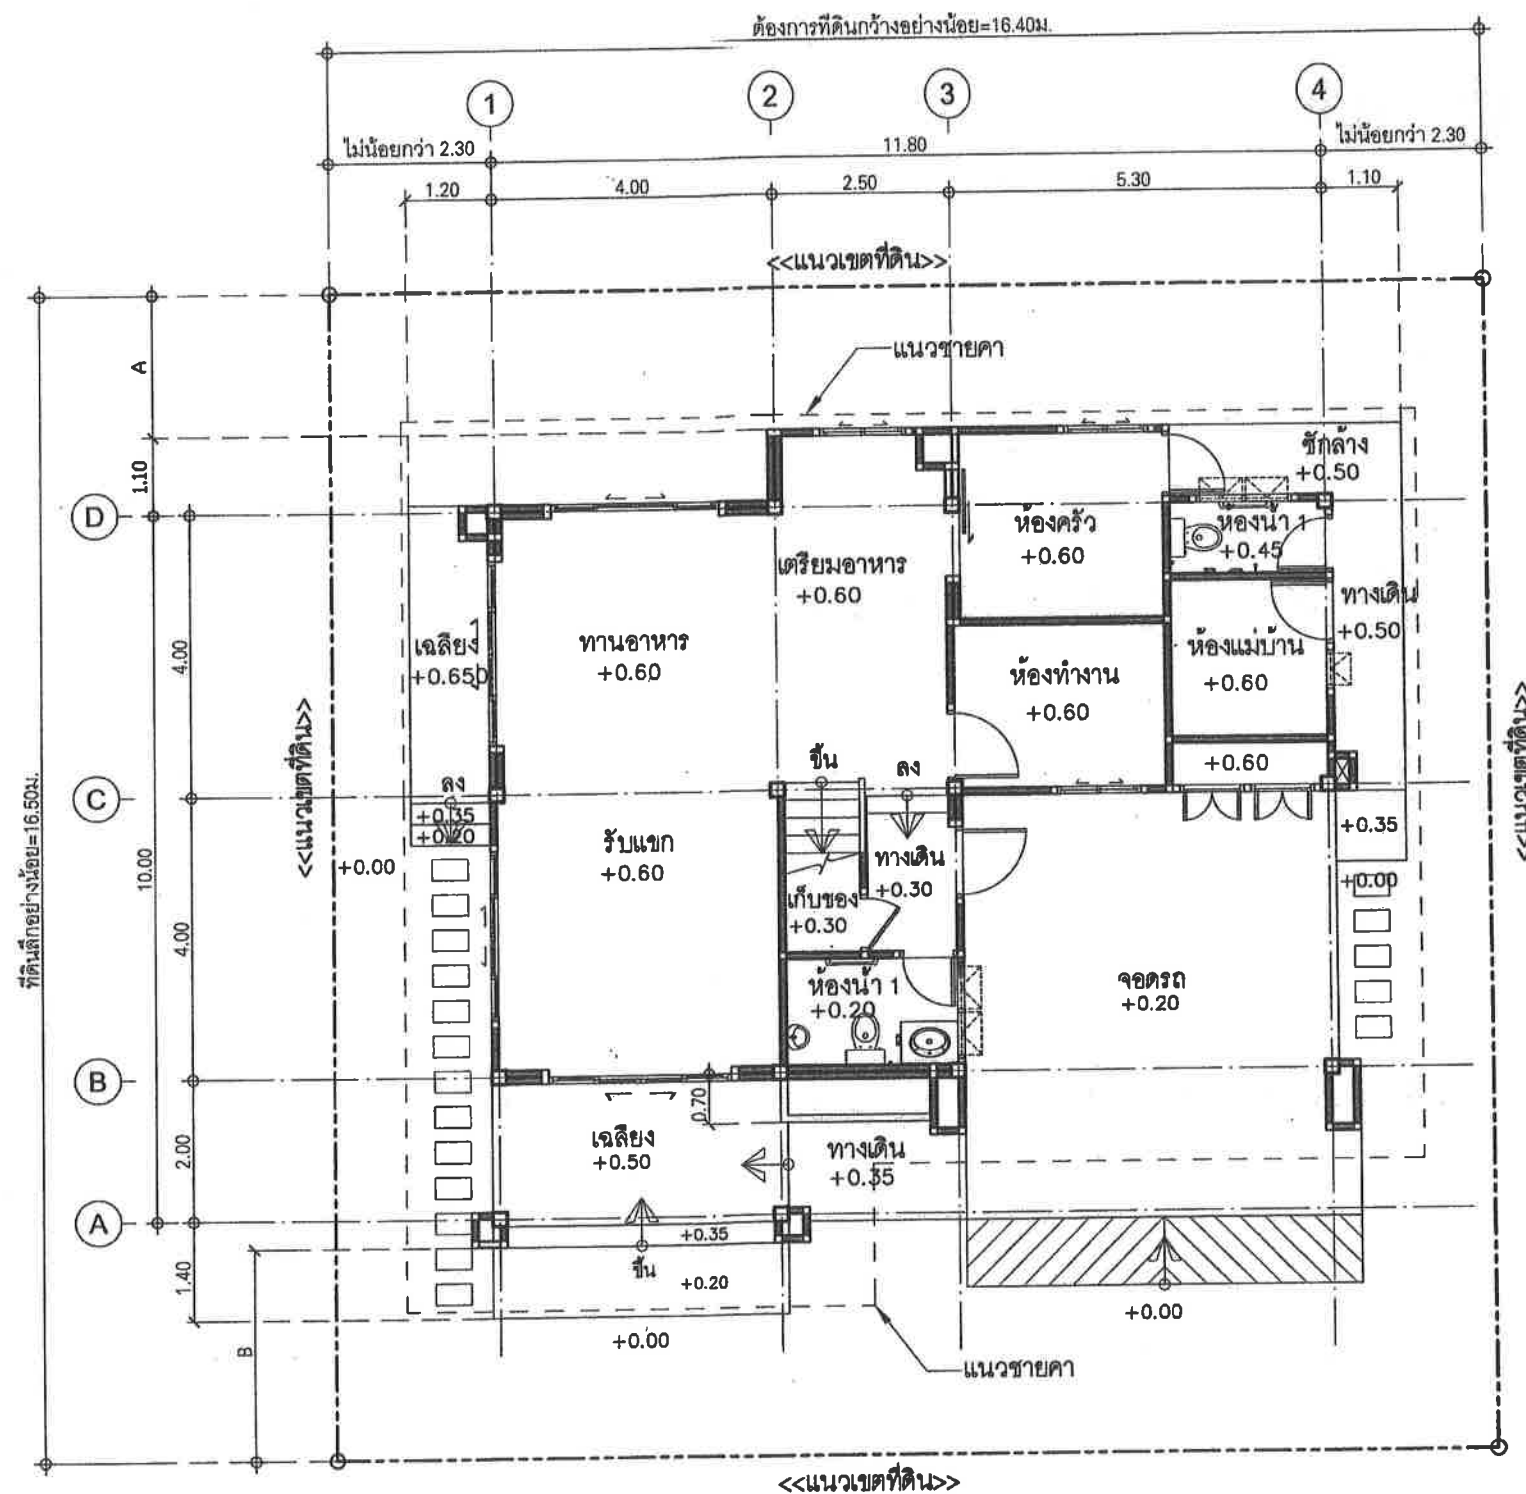 ต้องการที่ดินกว้างอย่างน้อย=16.40ม.
1 2 3 4
ไม่น้อยกว่า 2.30 11.80 ไม่น้อยกว่า 2.30
1.20 4.00 2.50 5.30 1.10
<<แนวเขตที่ดิน>>
A
แนวชายคา
1.10
ซักล้าง
+0.50
D
ห้องครัว
+0.60
ห้องน้ำ 1
+0.45
เตรียมอาหาร
+0.60
ทางเดิน
+0.50
4.00
เฉลียง
+0.650
ทานอาหาร
+0.60
ห้องทำงาน
+0.60
ห้องแม่บ้าน
+0.60
<<แนวเขตที่ดิน>>
<<แนวเขตที่ดิน>>
ที่ดินลึกอย่างน้อย=16.50ม.
ขึ้น
ลง
+0.60
C
ลง
+0.35
+0.20
+0.35
รับแขก
+0.60
ทางเดิน
+0.30
+0.00
+0.00
10.00
4.00
เก็บของ
+0.30
ห้องน้ำ 1
+0.20
จอดรถ
+0.20
B
0.70
2.00
เฉลียง
+0.50
ทางเดิน
+0.35
A
+0.35
ขึ้น
1.40
+0.20
+0.00
+0.00
B
แนวชายคา
<<แนวเขตที่ดิน>>